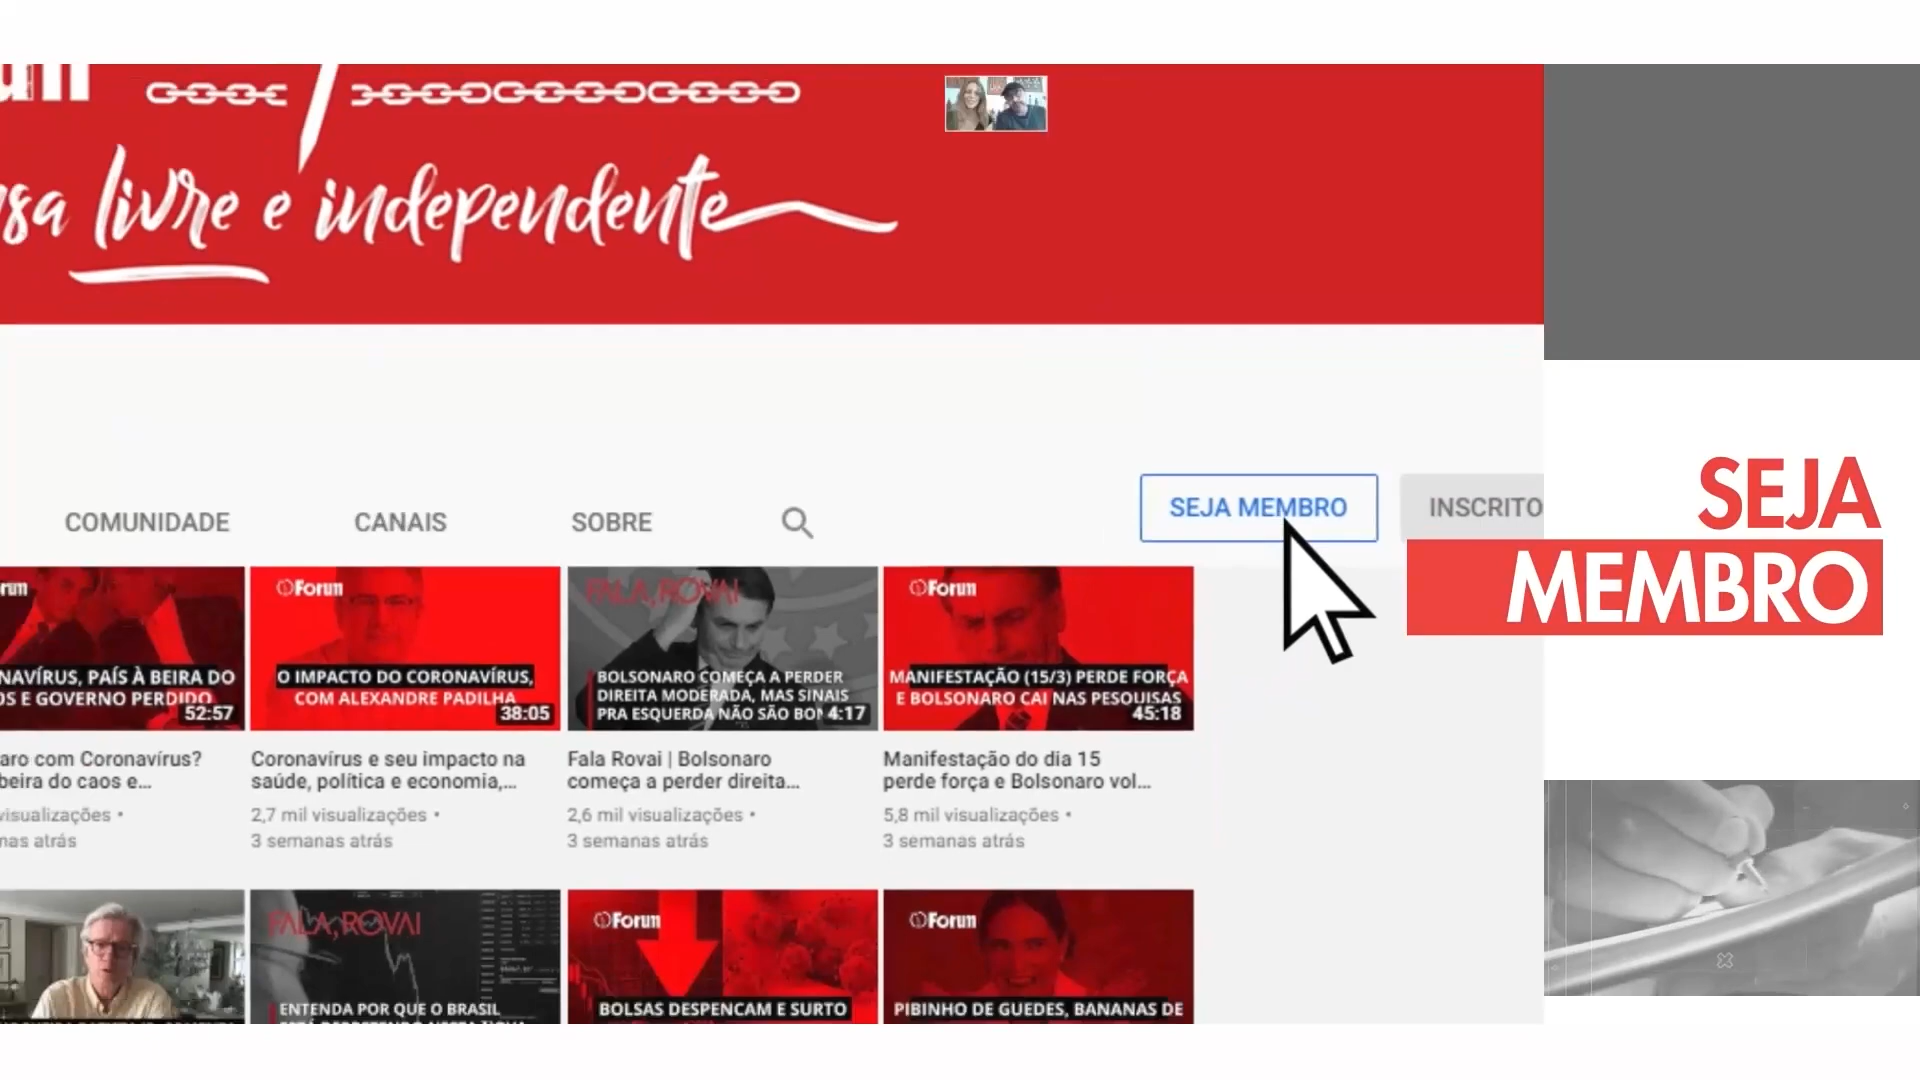 livre e independente
COMUNIDADE CANAIS SOBRE
SEJA MEMBRO
INSCRITO
SEJA
MEMBRO
Forum
Forum
FALA, ROVAI
Forum
NAVÍRUS, PAÍS À BEIRA DO
S E GOVERNO PERDIDO
52:57
O IMPACTO DO CORONAVÍRUS,
COM ALEXANDRE PADILHA
38:05
BOLSONARO COMEÇA A PERDER
DIREITA MODERADA, MAS SINAIS
PRA ESQUERDA NÃO SÃO
4:17
MANIFESTAÇÃO (15/3) PERDE FORÇA
E BOLSONARO CAI NAS PESQUISAS
45:18
aro com Coronavírus?
beira do caos e...
visualizações •
nas atrás
Coronavírus e seu impacto na
saúde, política e economia,...
2,7 mil visualizações •
3 semanas atrás
Fala Rovai | Bolsonaro
começa a perder direita...
2,6 mil visualizações •
3 semanas atrás
Manifestação do dia 15
perde força e Bolsonaro vol...
5,8 mil visualizações •
3 semanas atrás
FALA, ROVAI
ENTENDA POR QUE O BRASIL
Forum
BOLSAS DESPENCAM E SURTO
Forum
PIBINHO DE GUEDES, BANANAS DE